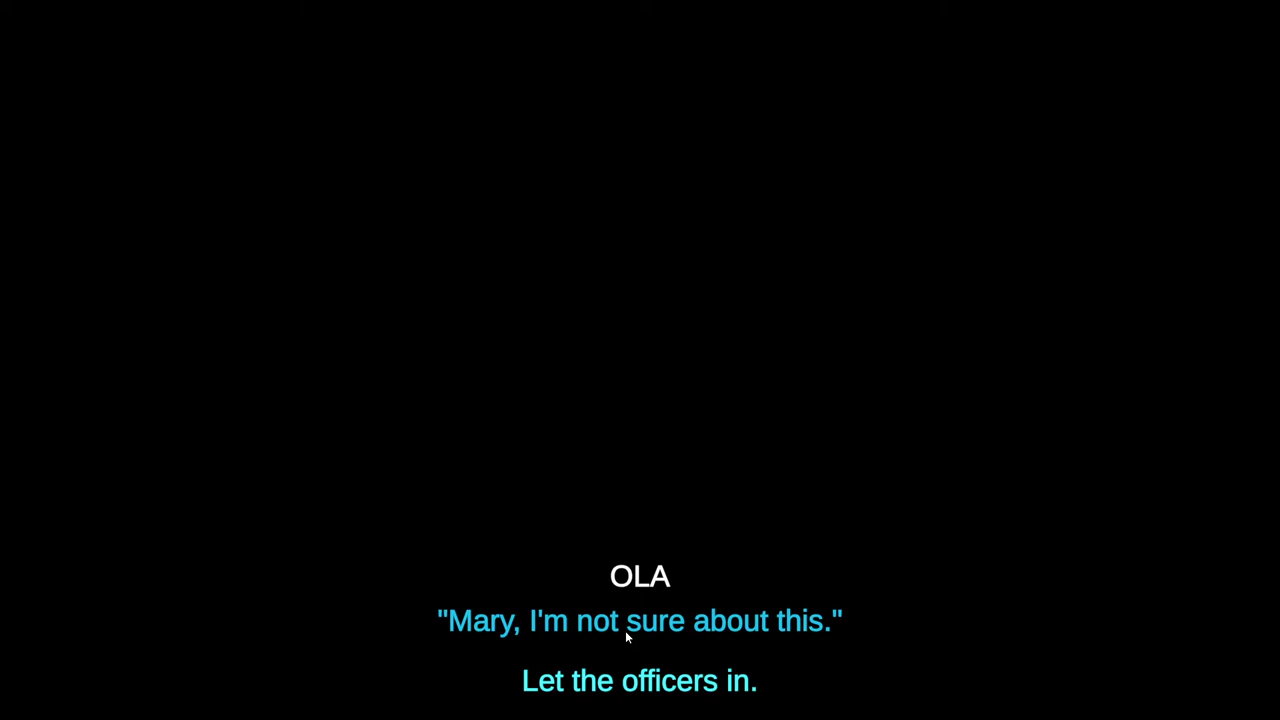 OLA
"Mary, I'm not sure about this."
Let the officers in.